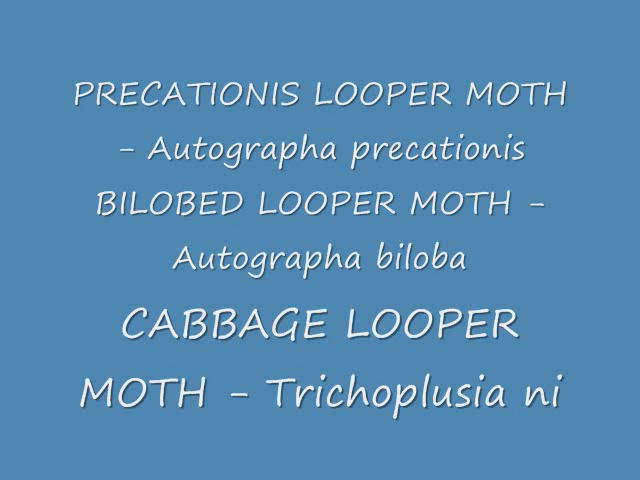 PRECATIONIS LOOPER MOTH
- Autographa precationis
BILOBED LOOPER MOTH -
Autographa biloba
CABBAGE LOOPER
MOTH - Trichoplusia ni